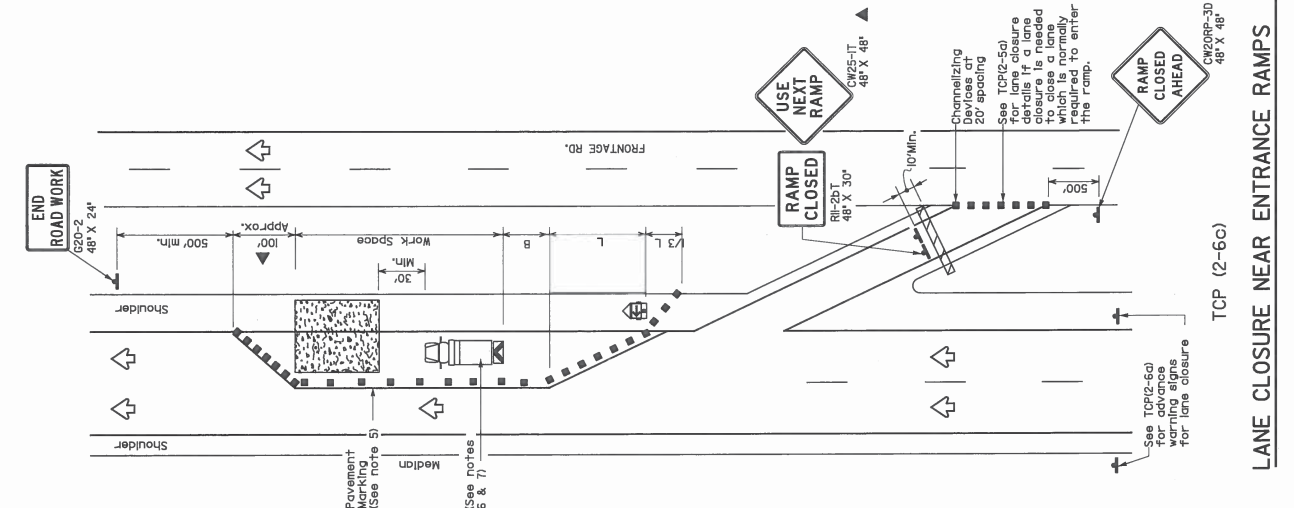 END
ROAD WORK
G20-2
48" X 24"
500' min.
100'
Approx.
Work Space
30'
Min.
B
L
1/3 L
FRONTAGE RD.
Shoulder
Shoulder
Median
Pavement
Marking
(See note 5)
(See notes
6 & 7)
USE
NEXT
RAMP
CW25-1T
48" X 48"
RAMP
CLOSED
R11-2bT
48" X 30"
10'Min.
Channelizing
Devices at
20' spacing
See TCP(2-5a)
for lane closure
details if a lane
closure is needed
to close a lane
which is normally
required to enter
the ramp.
500'
RAMP
CLOSED
AHEAD
CW20RP-3D
48" X 48"
See TCP(2-6a)
for advance
warning signs
for lane closure
TCP (2-6c)
LANE CLOSURE NEAR ENTRANCE RAMPS